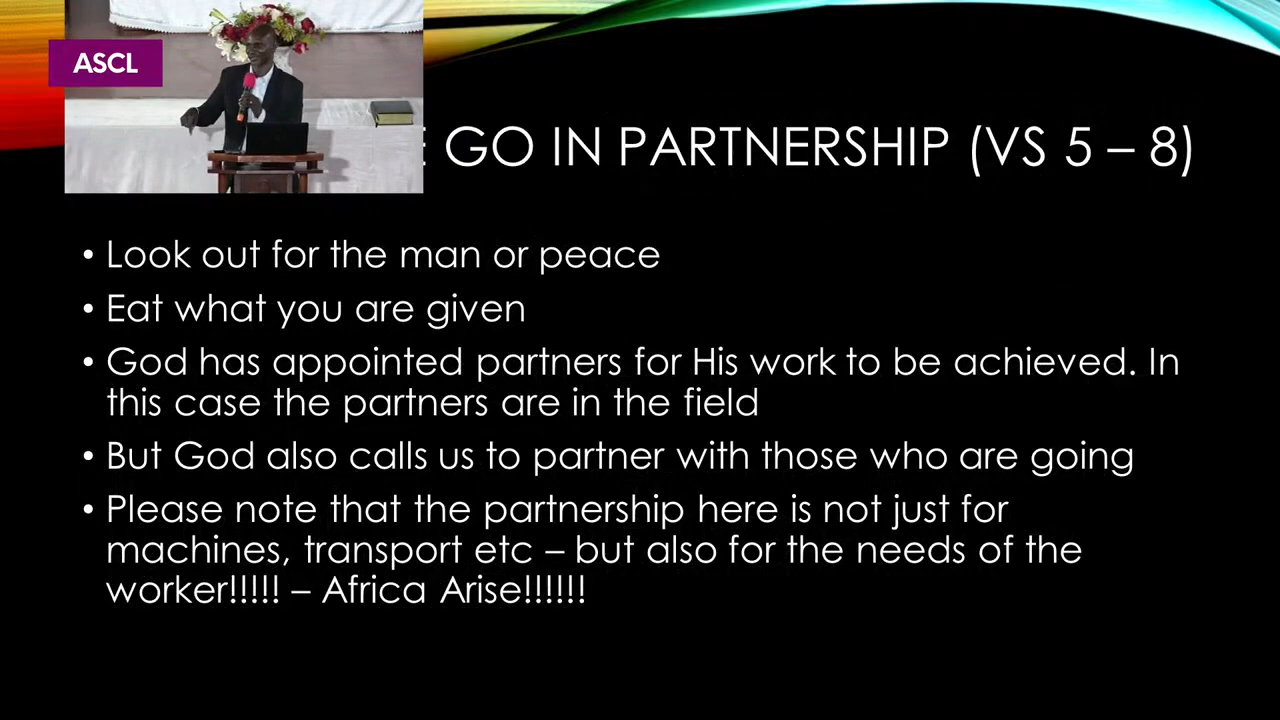 ASCL
GO IN PARTNERSHIP (VS 5 – 8)
• Look out for the man or peace
• Eat what you are given
• God has appointed partners for His work to be achieved. In
this case the partners are in the field
• But God also calls us to partner with those who are going
• Please note that the partnership here is not just for
machines, transport etc – but also for the needs of the
worker!!!!! – Africa Arise!!!!!!